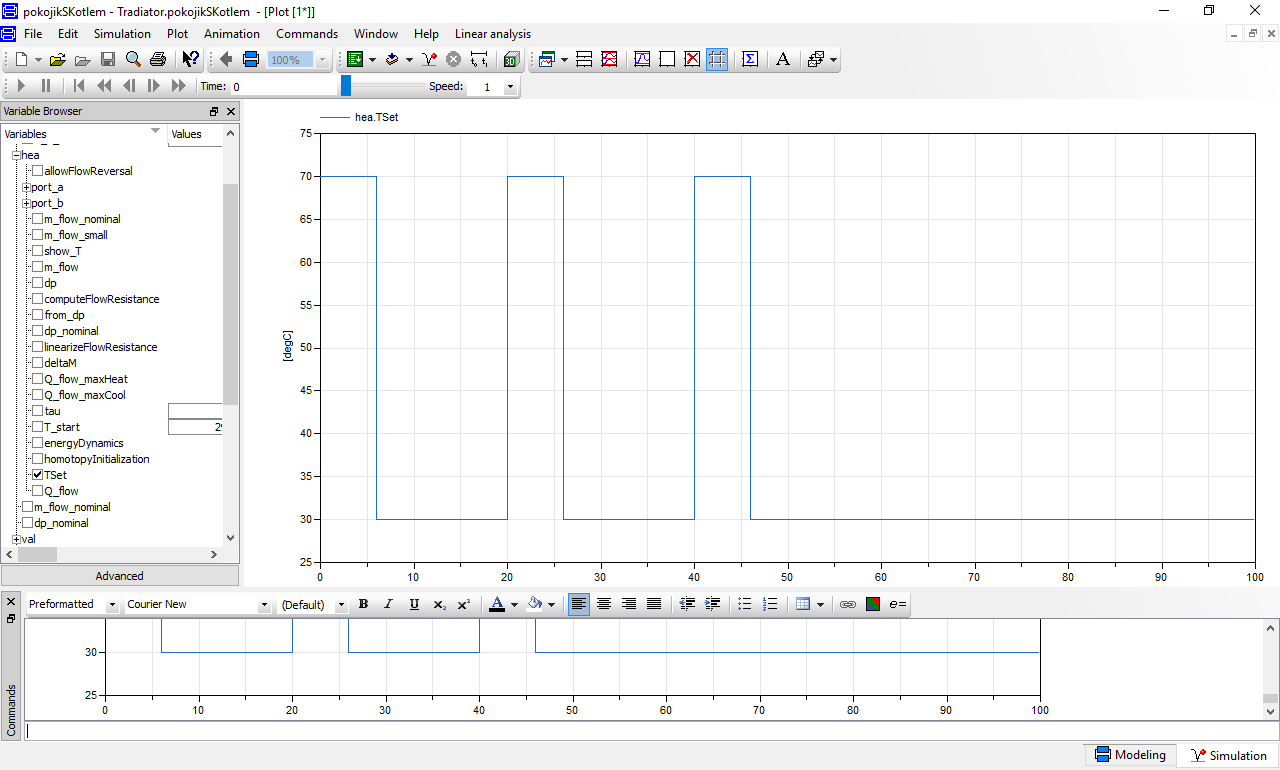 pokojikSKotlem - Tradiator.pokojikSKotlem - [Plot [1*]]
File Edit Simulation Plot Animation Commands Window Help Linear analysis
100% 3D Σ A
Time: 0 Speed: 1
Variable Browser
Variables Values
hea
allowFlowReversal
port_a
port_b
m_flow_nominal
m_flow_small
show_T
m_flow
dp
computeFlowResistance
from_dp
dp_nominal
linearizeFlowResistance
deltaM
Q_flow_maxHeat
Q_flow_maxCool
tau
T_start 29
energyDynamics
homotopyInitialization
TSet
Q_flow
m_flow_nominal
dp_nominal
val
Advanced
hea.TSet
75
70
65
60
55
50
45
40
35
30
25
[degC]
0 10 20 30 40 50 60 70 80 90 100
Preformatted Courier New (Default) B I U x₂ x² A e=
30
25
0 10 20 30 40 50 60 70 80 90 100
Commands
Modeling Simulation